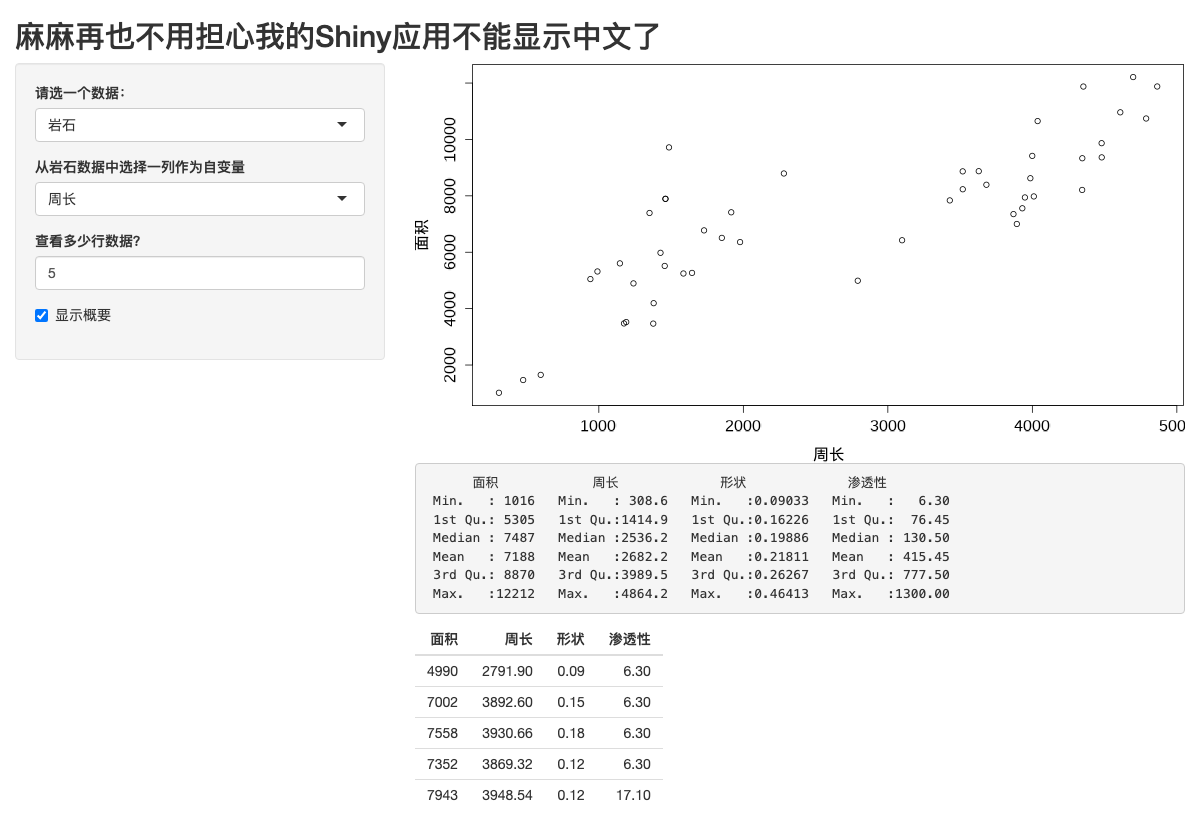 麻麻再也不用担心我的Shiny应用不能显示中文了
请选一个数据:
岩石
从岩石数据中选择一列作为自变量
周长
查看多少行数据?
5
显示概要
面积
10000
8000
6000
4000
2000
1000 2000 3000 4000 500
周长
面积 周长 形状 渗透性
Min. : 1016 Min. : 308.6 Min. :0.09033 Min. : 6.30
1st Qu.: 5305 1st Qu.:1414.9 1st Qu.:0.16226 1st Qu.: 76.45
Median : 7487 Median :2536.2 Median :0.19886 Median : 130.50
Mean : 7188 Mean :2682.2 Mean :0.21811 Mean : 415.45
3rd Qu.: 8870 3rd Qu.:3989.5 3rd Qu.:0.26267 3rd Qu.: 777.50
Max. :12212 Max. :4864.2 Max. :0.46413 Max. :1300.00
面积 周长 形状 渗透性
4990 2791.90 0.09 6.30
7002 3892.60 0.15 6.30
7558 3930.66 0.18 6.30
7352 3869.32 0.12 6.30
7943 3948.54 0.12 17.10